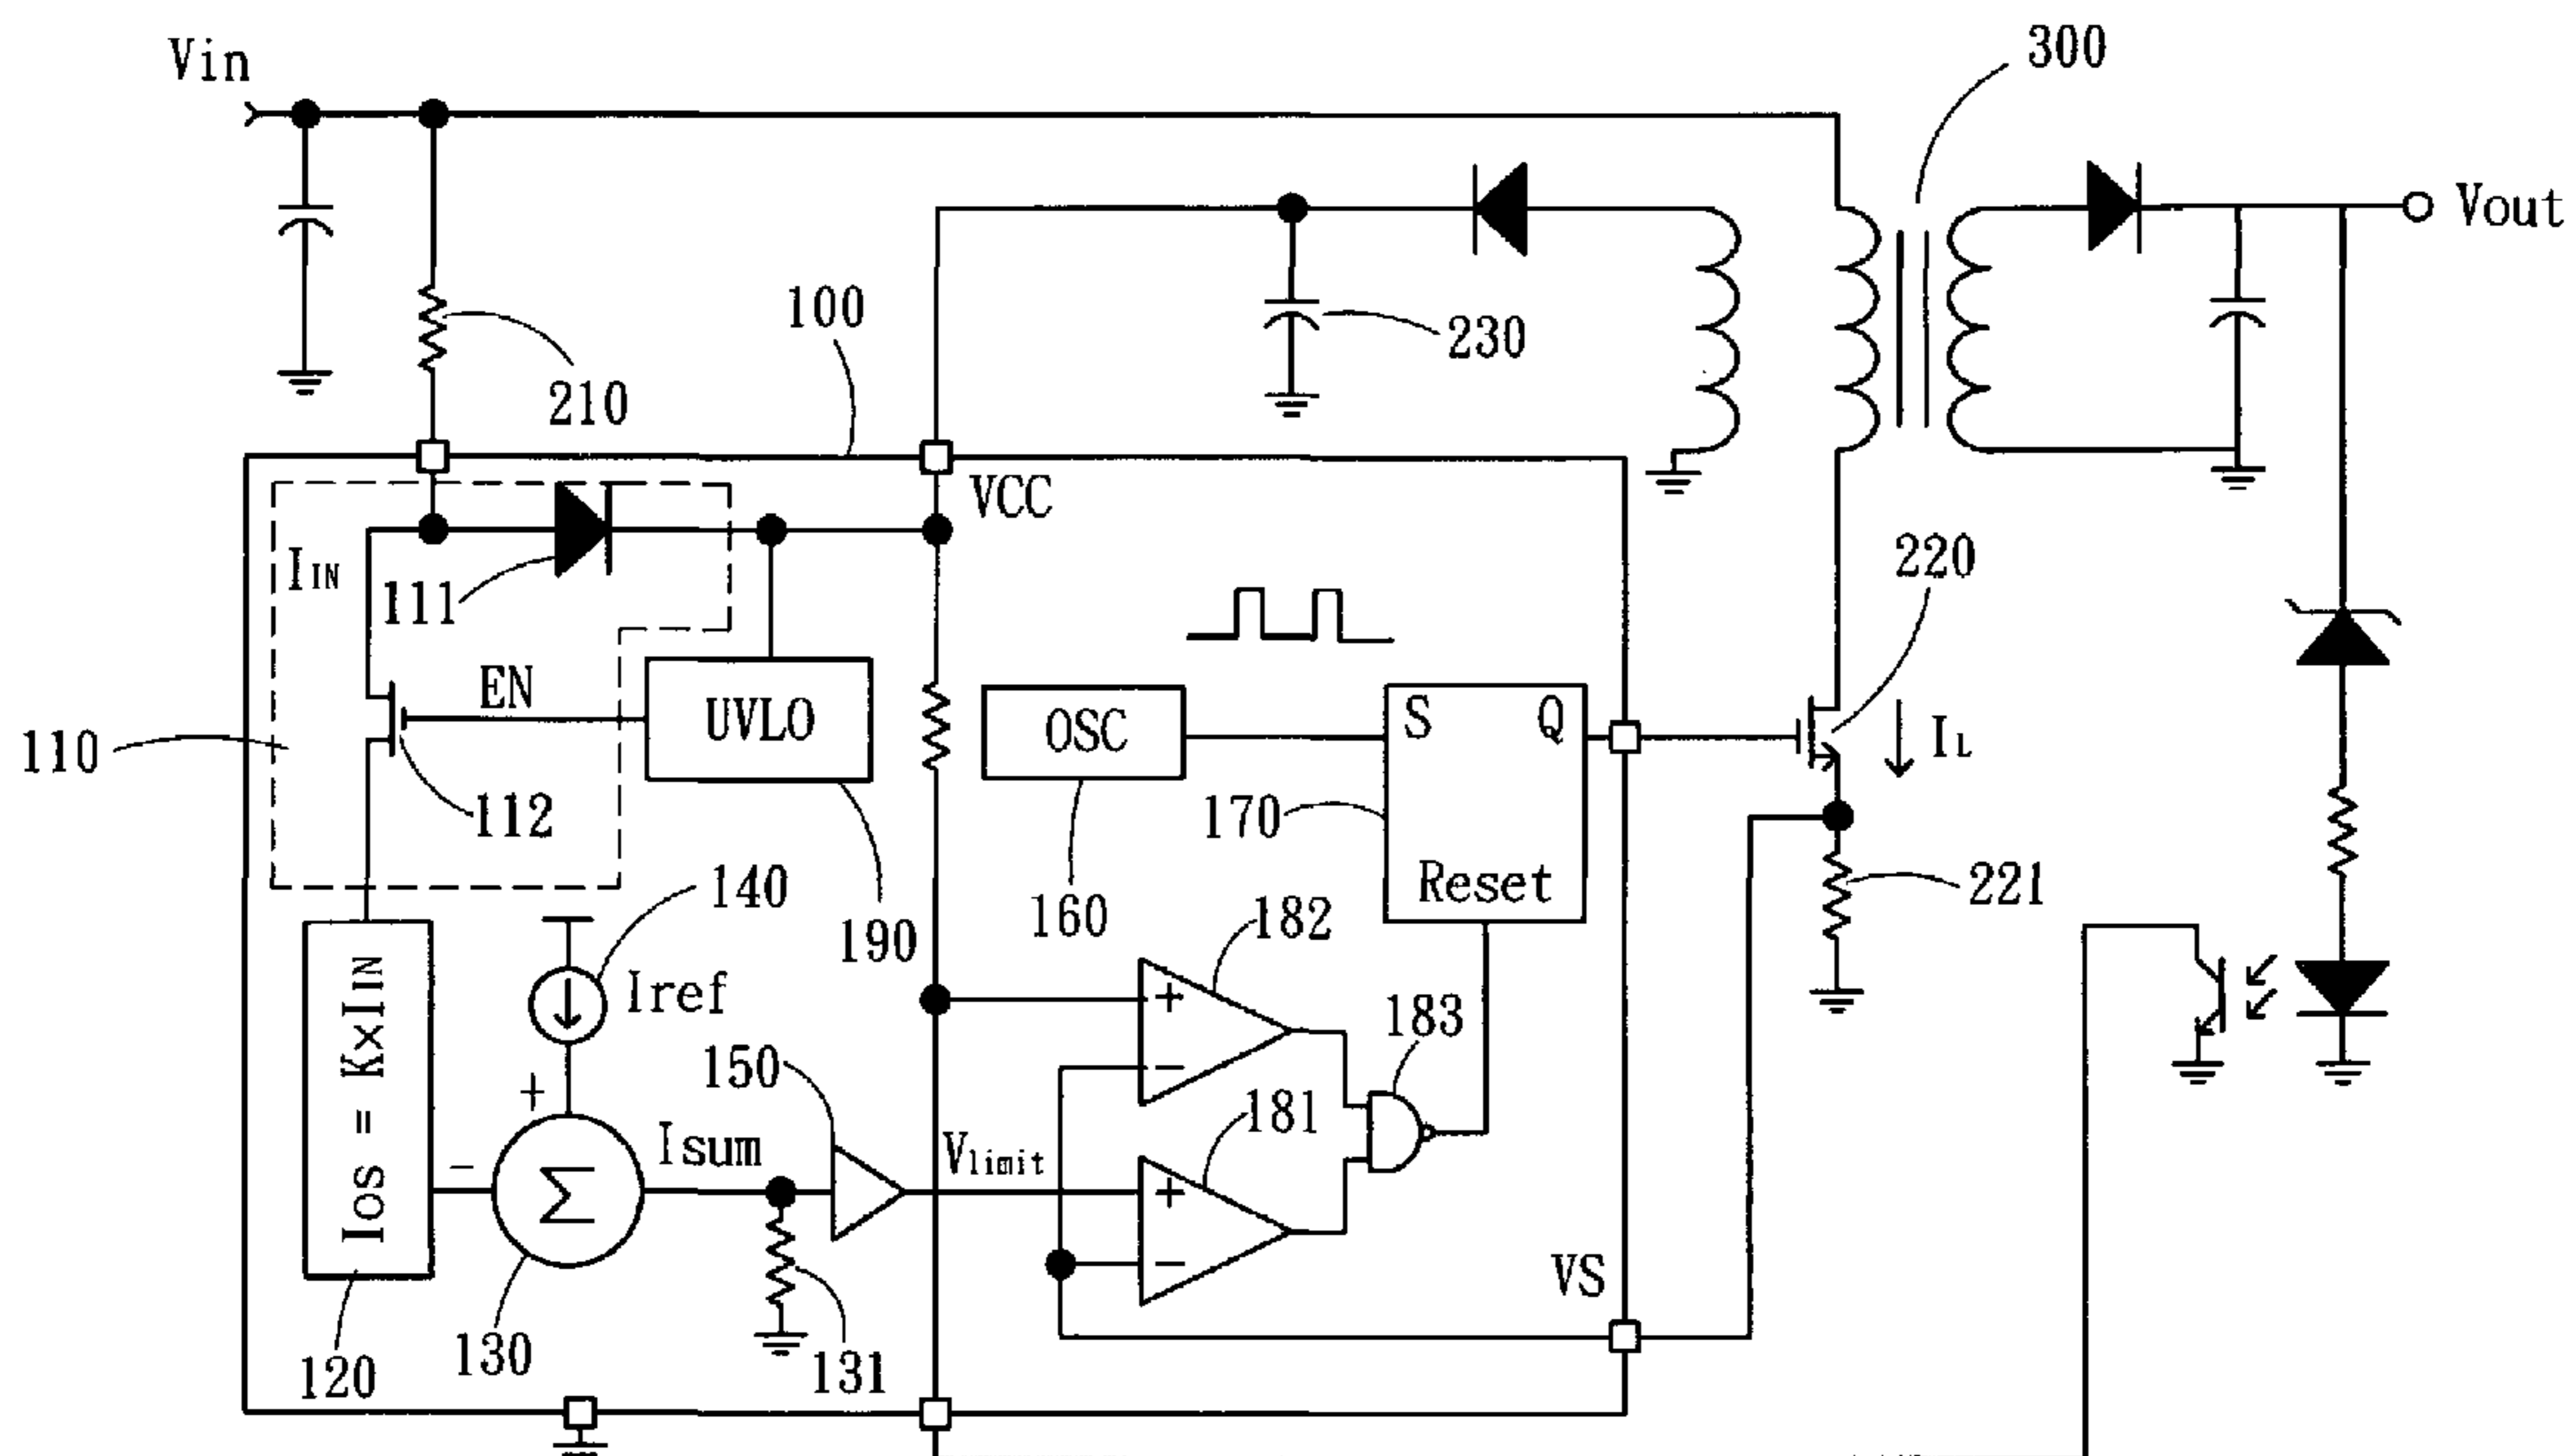 Vin
300
Vout
100
230
210
VCC
IIN
111
220
EN
UVLO
OSC
S
Q
IL
110
112
170
Reset
140
221
190
160
182
Iref
183
150
IOS = K×IIN
+
-
Σ
Isum
Vlimit
+
-
181
+
-
VS
120
130
131